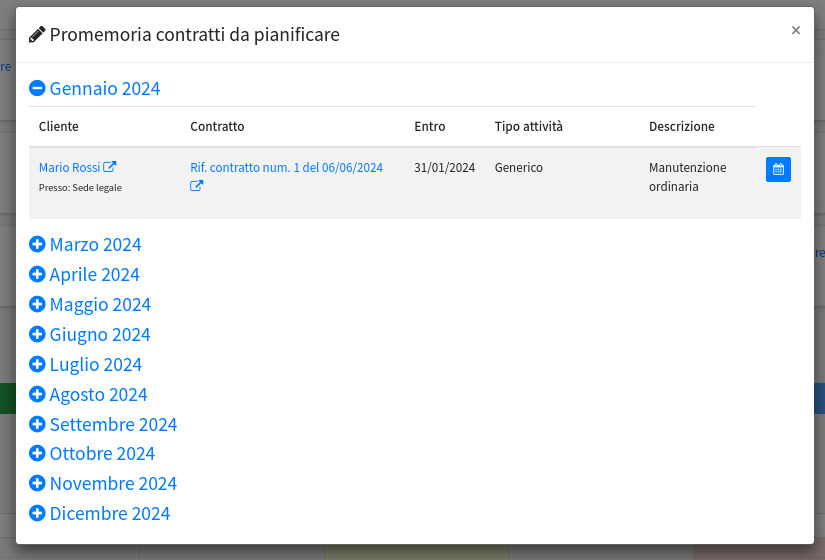 Promemoria contratti da pianificare
×
re
Gennaio 2024
Cliente Contratto Entro Tipo attività Descrizione
Mario Rossi Rif. contratto num. 1 del 06/06/2024 31/01/2024 Generico Manutenzione
Presso: Sede legale ordinaria
Marzo 2024
re
Aprile 2024
Maggio 2024
Giugno 2024
Luglio 2024
Agosto 2024
Settembre 2024
Ottobre 2024
Novembre 2024
Dicembre 2024